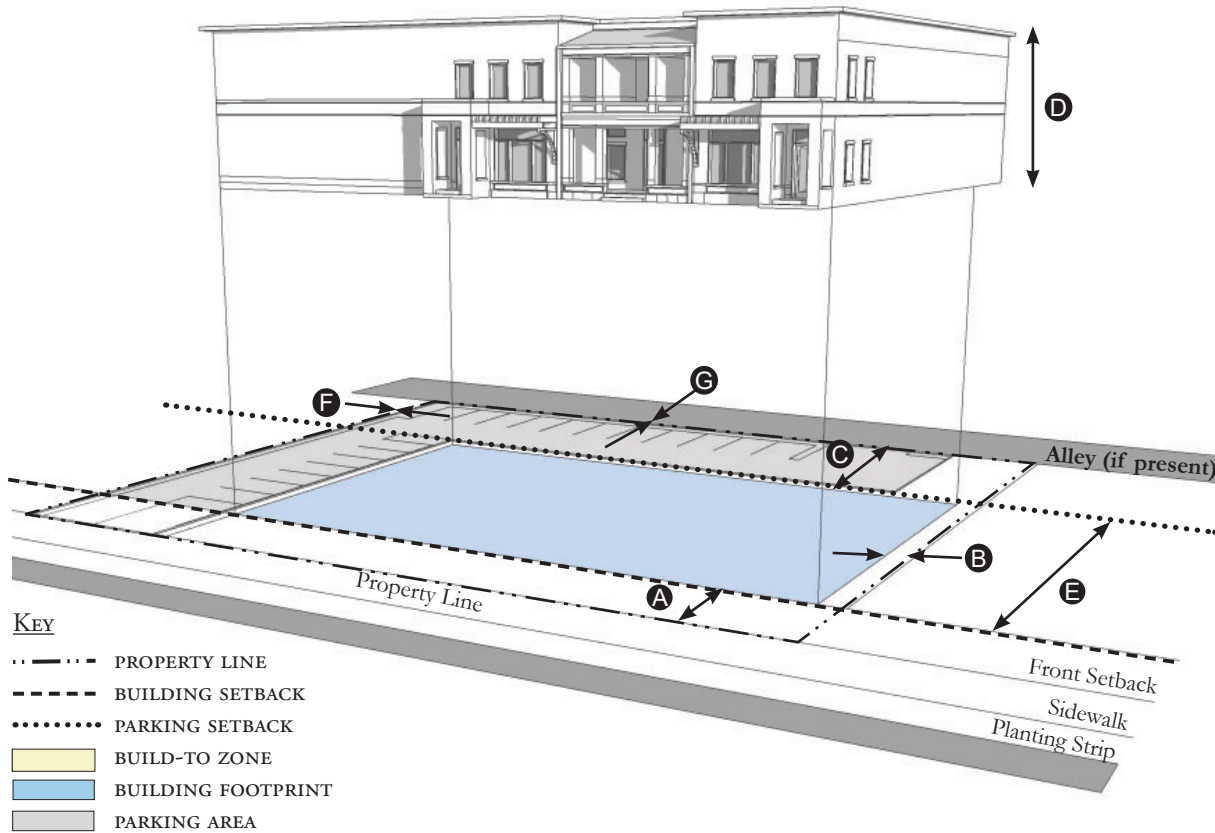 D
G
F
C
Alley (if present)
B
E
A
Property Line
Front Setback
Sidewalk
Planting Strip
KEY
PROPERTY LINE
BUILDING SETBACK
PARKING SETBACK
BUILD-TO ZONE
BUILDING FOOTPRINT
PARKING AREA